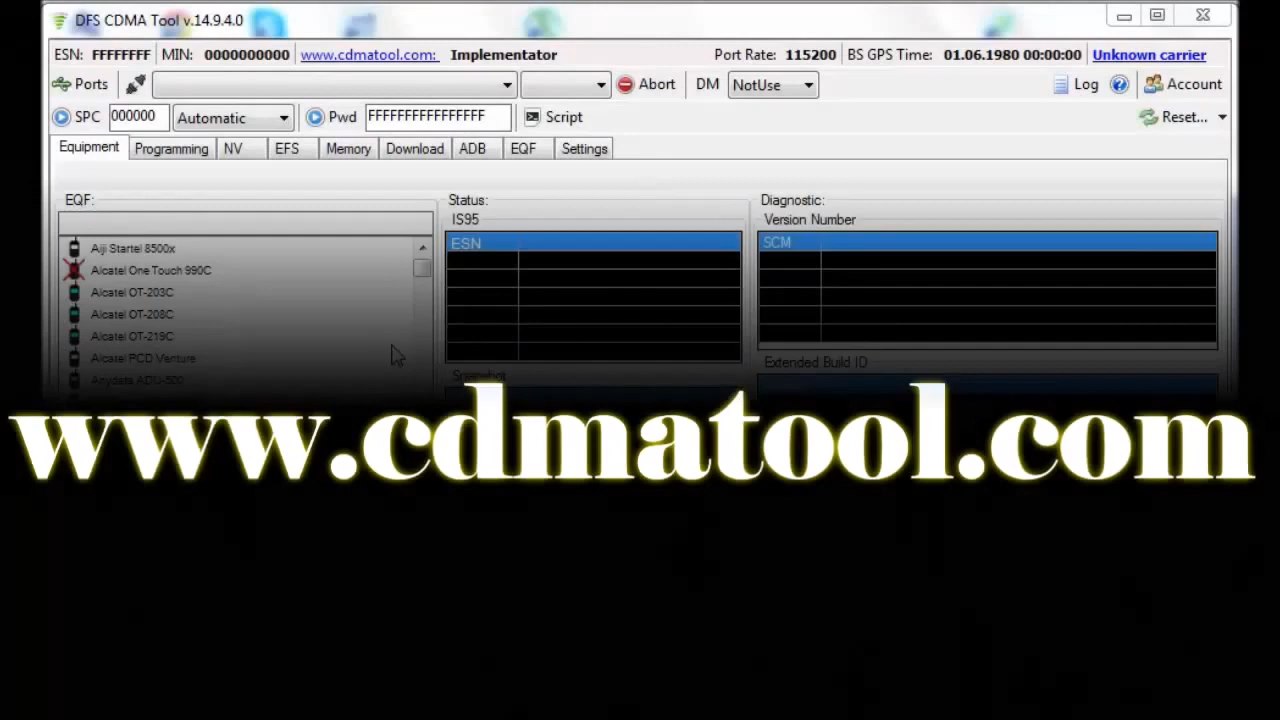 DFS CDMA Tool v.14.9.4.0
ESN: FFFFFFFF MIN: 0000000000 www.cdmatool.com: Implementator Port Rate: 115200 BS GPS Time: 01.06.1980 00:00:00 Unknown carrier
Ports Abort DM NotUse Log Account
SPC 000000 Automatic Pwd FFFFFFFFFFFFFFFF Script Reset...
Equipment Programming NV EFS Memory Download ADB EQF Settings
EQF: Status: Diagnostic:
IS95 Version Number
ESN SCM
Aiji Startel 8500x
Alcatel One Touch 990C
Alcatel OT-203C
Alcatel OT-208C
Alcatel OT-219C
Alcatel PCD Venture
Extended Build ID
Snapshot
Anydata ADU-500
www.cdmatool.com